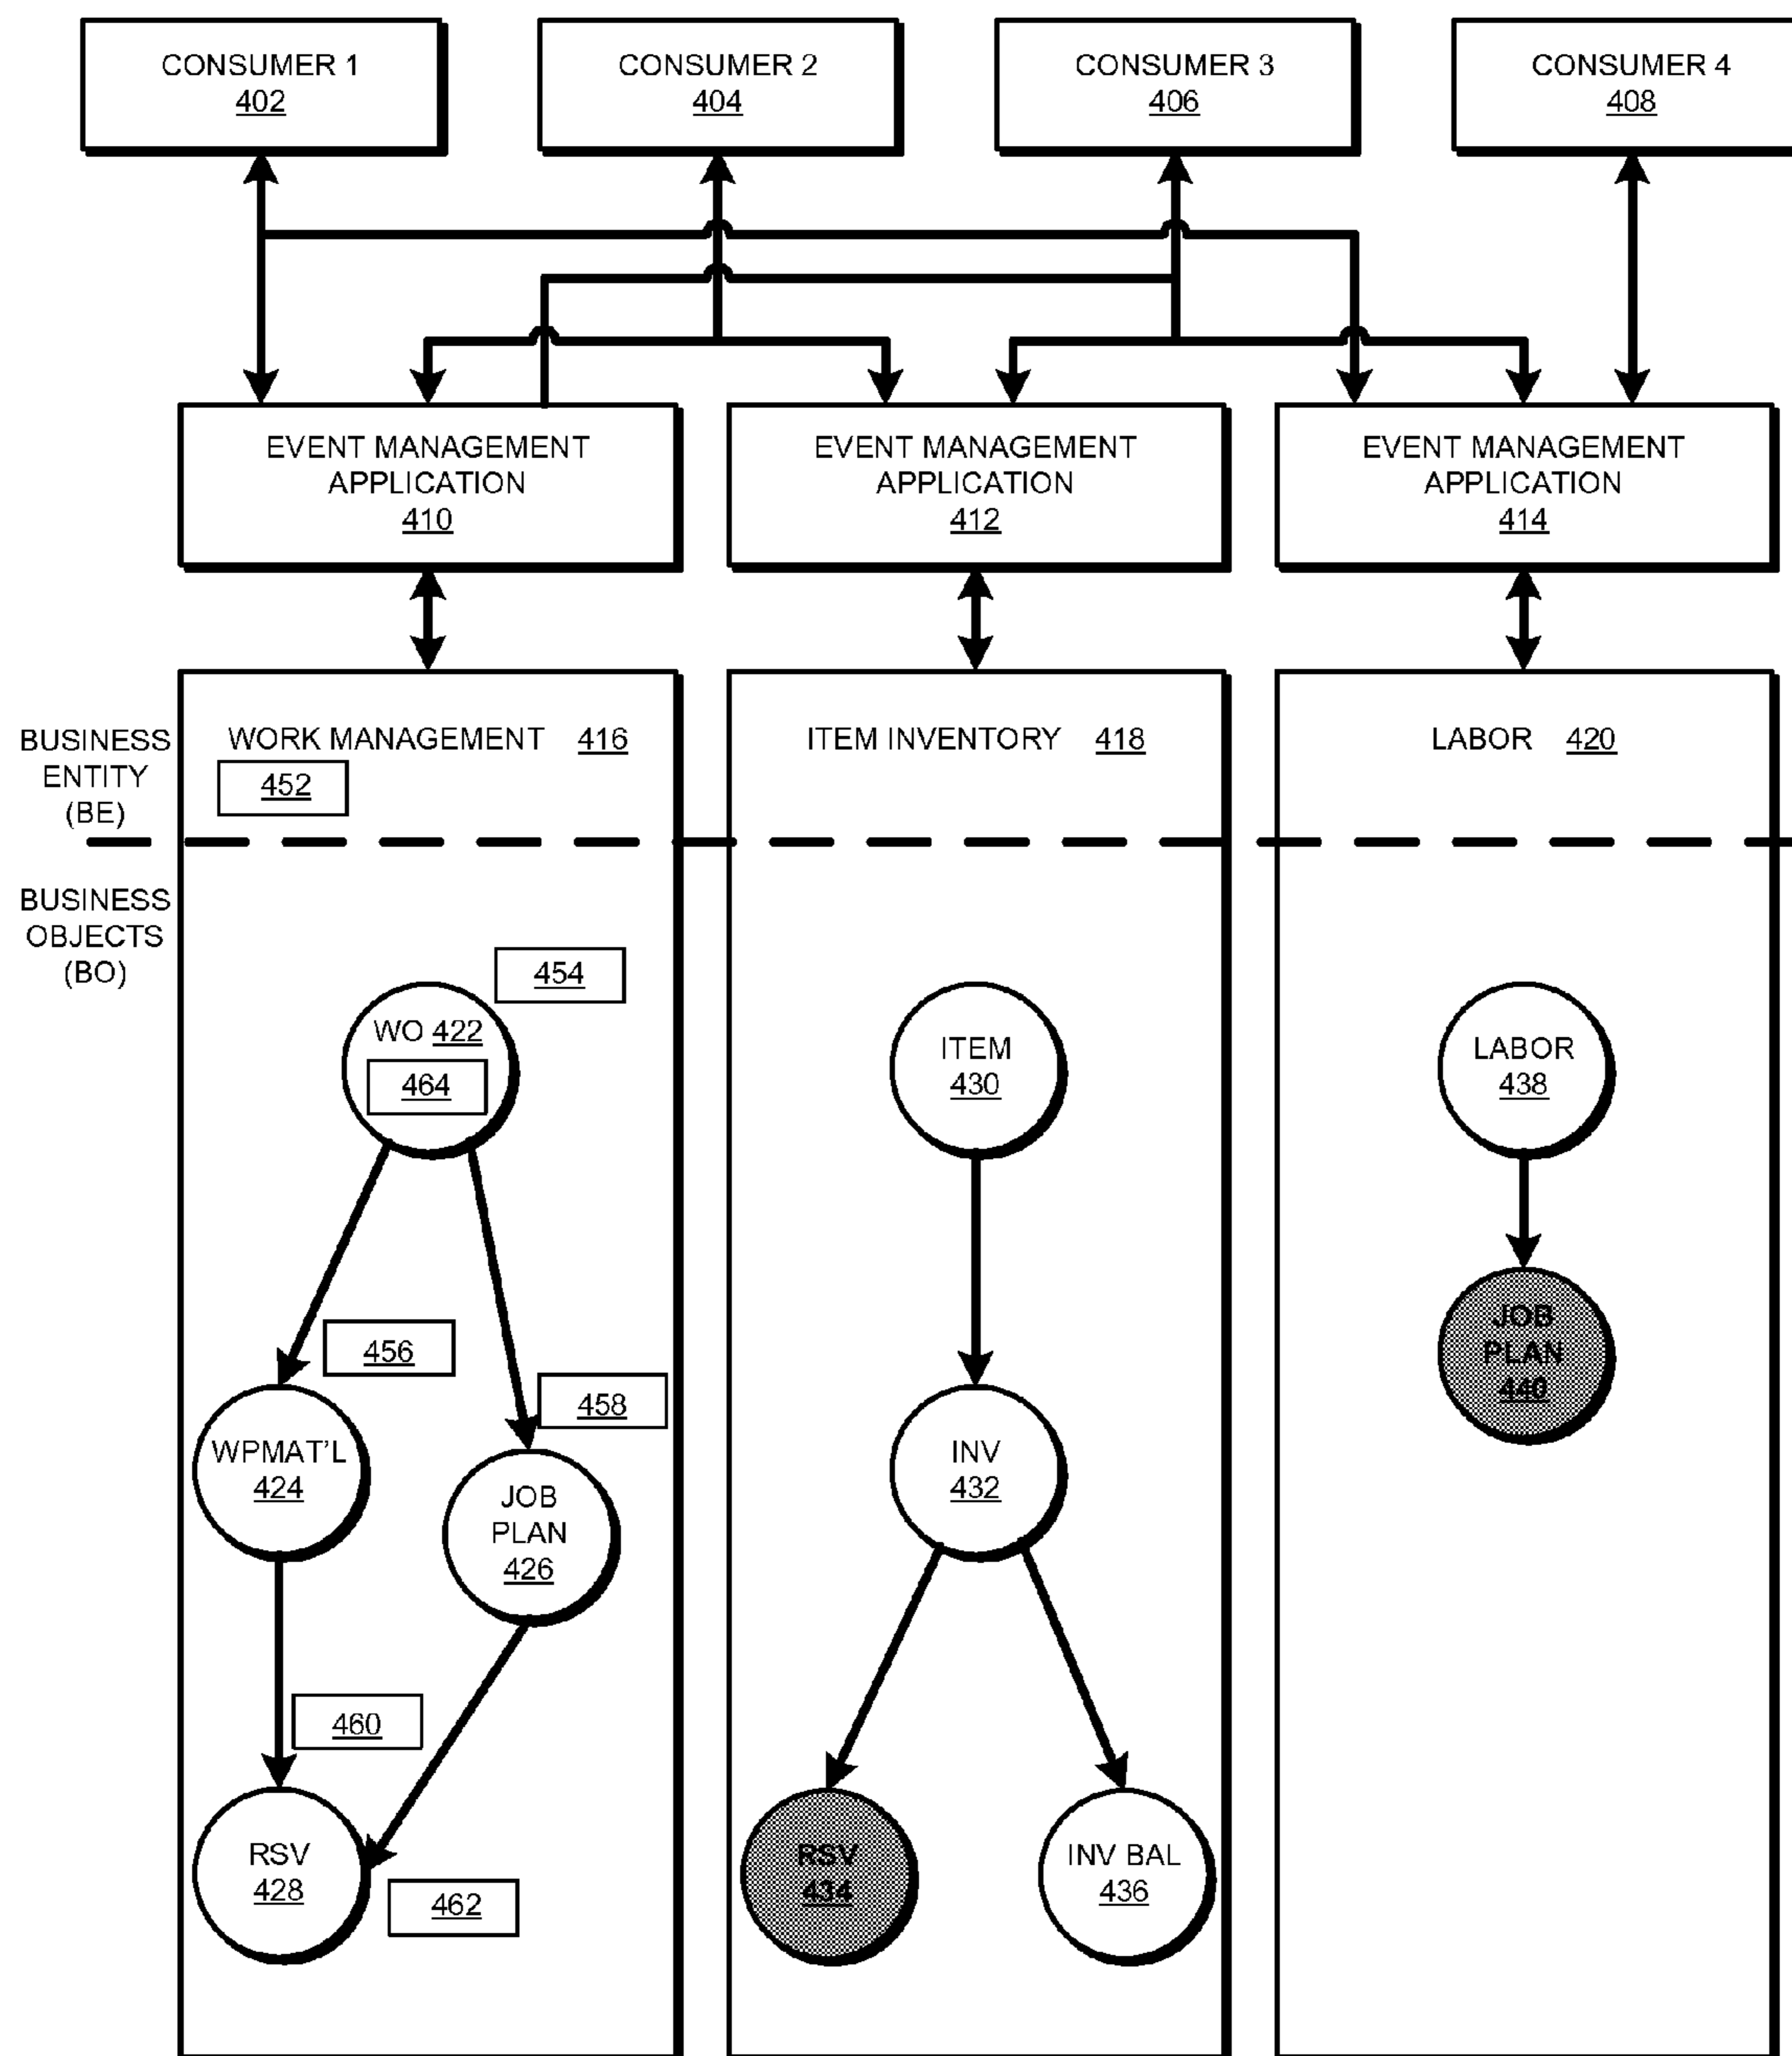 CONSUMER 1
402
CONSUMER 2
404
CONSUMER 3
406
CONSUMER 4
408
EVENT MANAGEMENT
APPLICATION
410
EVENT MANAGEMENT
APPLICATION
412
EVENT MANAGEMENT
APPLICATION
414
BUSINESS
ENTITY
(BE)
WORK MANAGEMENT 416
452
ITEM INVENTORY 418
LABOR 420
BUSINESS
OBJECTS
(BO)
454
WO 422
464
ITEM
430
LABOR
438
456
458
JOB
PLAN
440
WPMAT'L
424
JOB
PLAN
426
INV
432
460
RSV
428
462
RSV
434
INV BAL
436